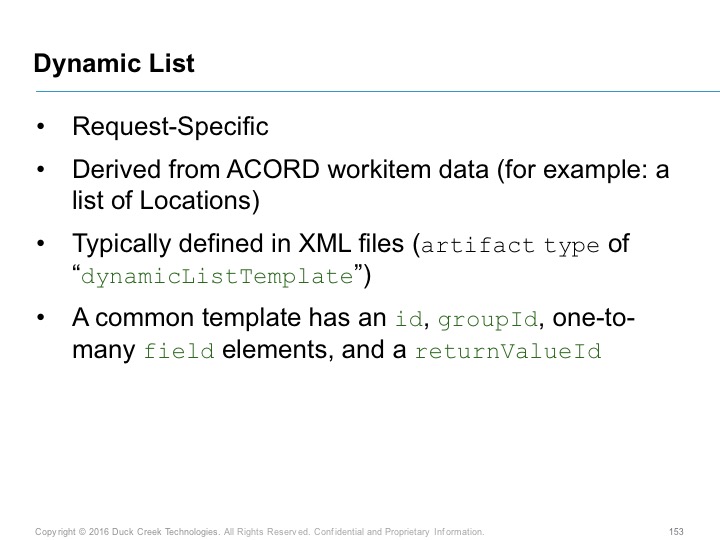 Dynamic List
• Request-Specific
• Derived from ACORD workitem data (for example: a
list of Locations)
• Typically defined in XML files (artifact type of
“dynamicListTemplate”)
• A common template has an id, groupId, one-to-
many field elements, and a returnValueId
Copyright © 2016 Duck Creek Technologies. All Rights Reserved. Confidential and Proprietary Information. 153